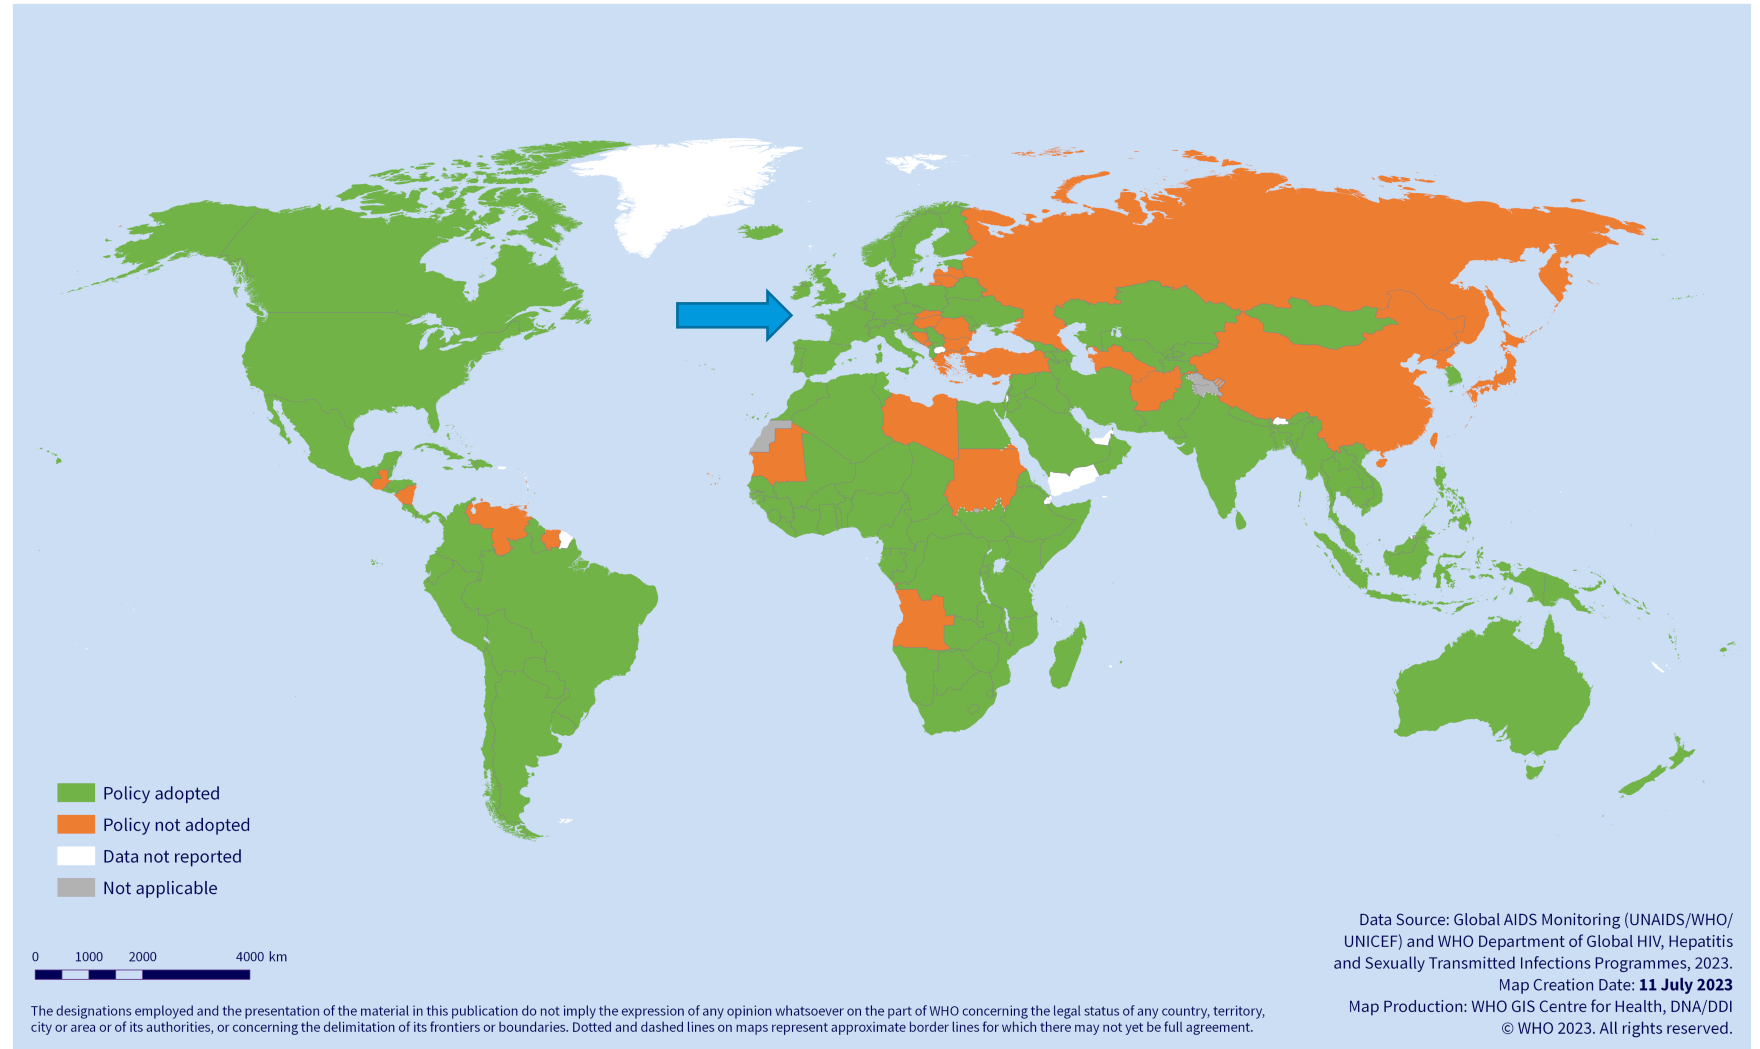 Policy adopted
Policy not adopted
Data not reported
Not applicable
0 1000 2000 4000 km
Data Source: Global AIDS Monitoring (UNAIDS/WHO/
UNICEF) and WHO Department of Global HIV, Hepatitis
and Sexually Transmitted Infections Programmes, 2023.
Map Creation Date: 11 July 2023
Map Production: WHO GIS Centre for Health, DNA/DDI
© WHO 2023. All rights reserved.
The designations employed and the presentation of the material in this publication do not imply the expression of any opinion whatsoever on the part of WHO concerning the legal status of any country, territory,
city or area or of its authorities, or concerning the delimitation of its frontiers or boundaries. Dotted and dashed lines on maps represent approximate border lines for which there may not yet be full agreement.